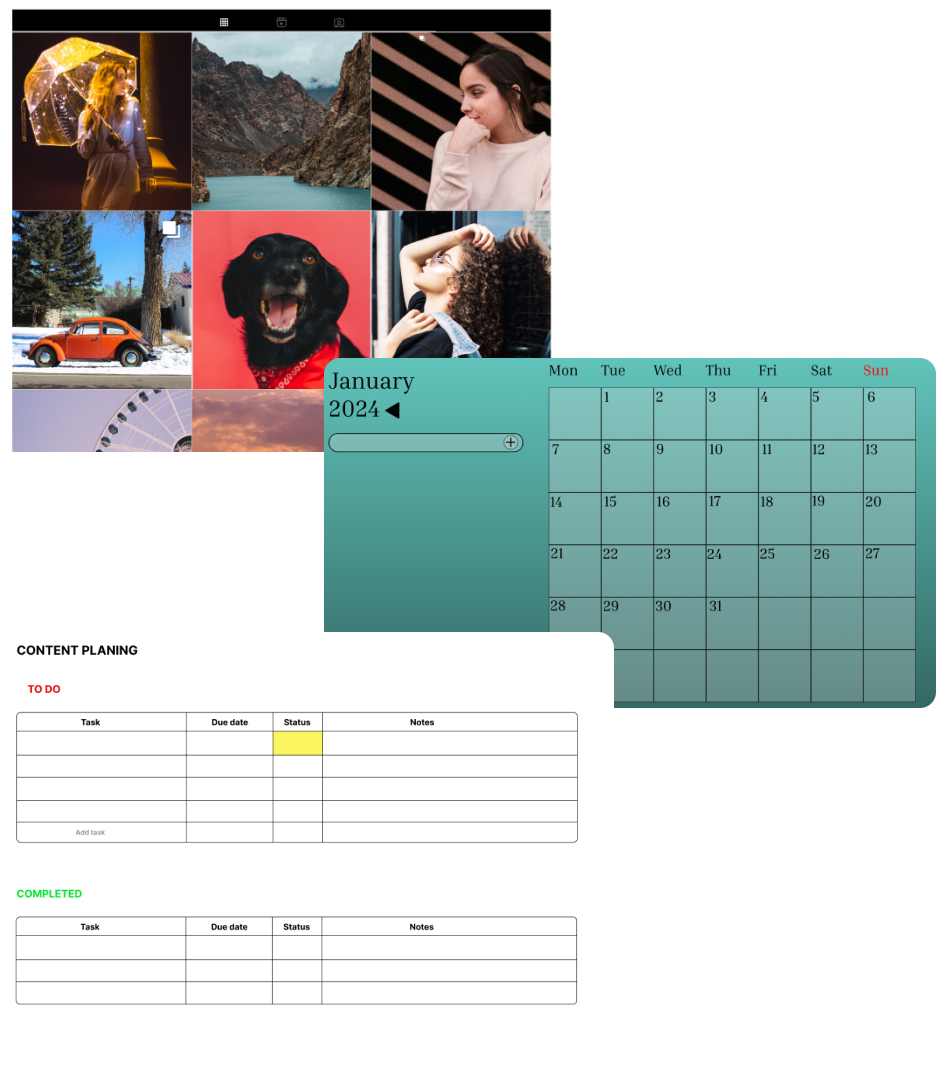 January
2024
Mon Tue Wed Thu Fri Sat Sun
1 2 3 4 5 6
7 8 9 10 11 12 13
14 15 16 17 18 19 20
21 22 23 24 25 26 27
28 29 30 31
CONTENT PLANING
TO DO
Task Due date Status Notes
Add task
COMPLETED
Task Due date Status Notes